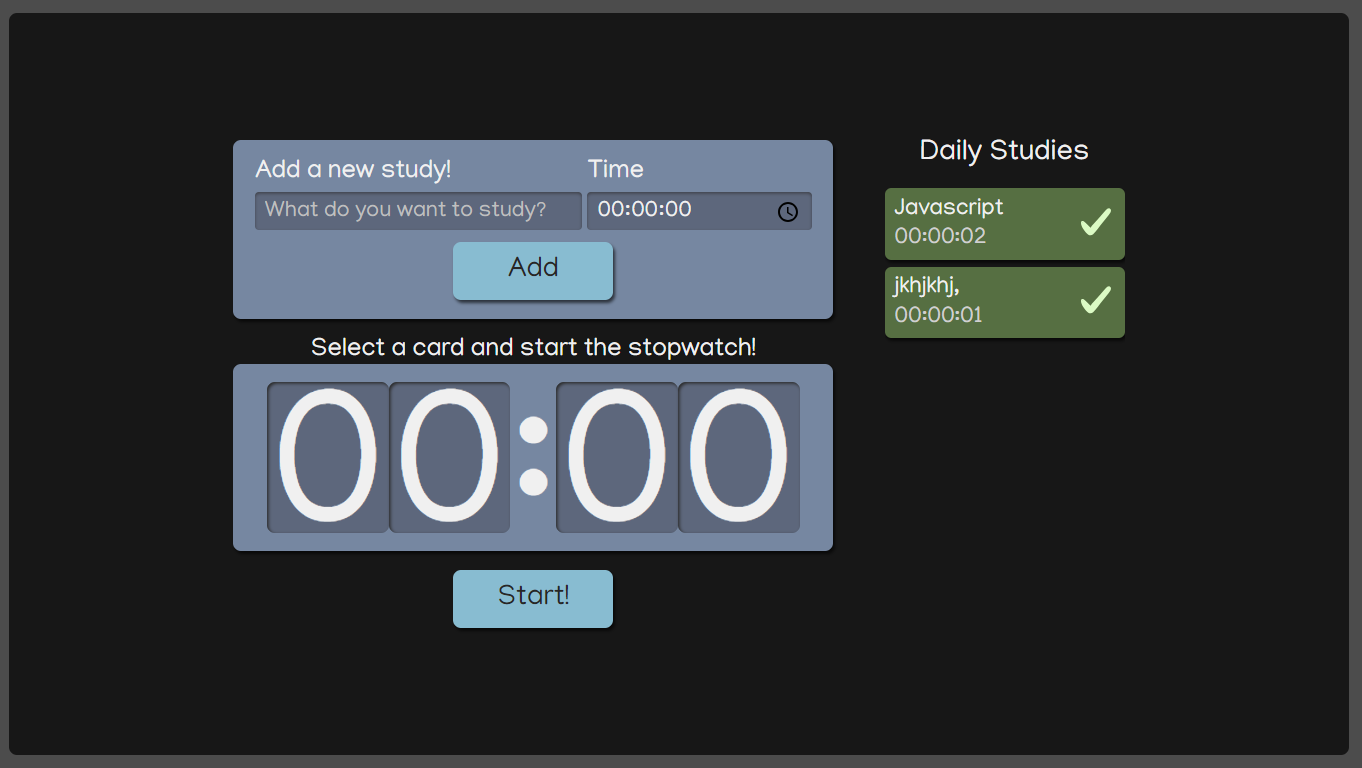 Add a new study!
Time
What do you want to study?
00:00:00
Add
Select a card and start the stopwatch!
00:00
Start!
Daily Studies
Javascript
00:00:02
jkhjkhj,
00:00:01